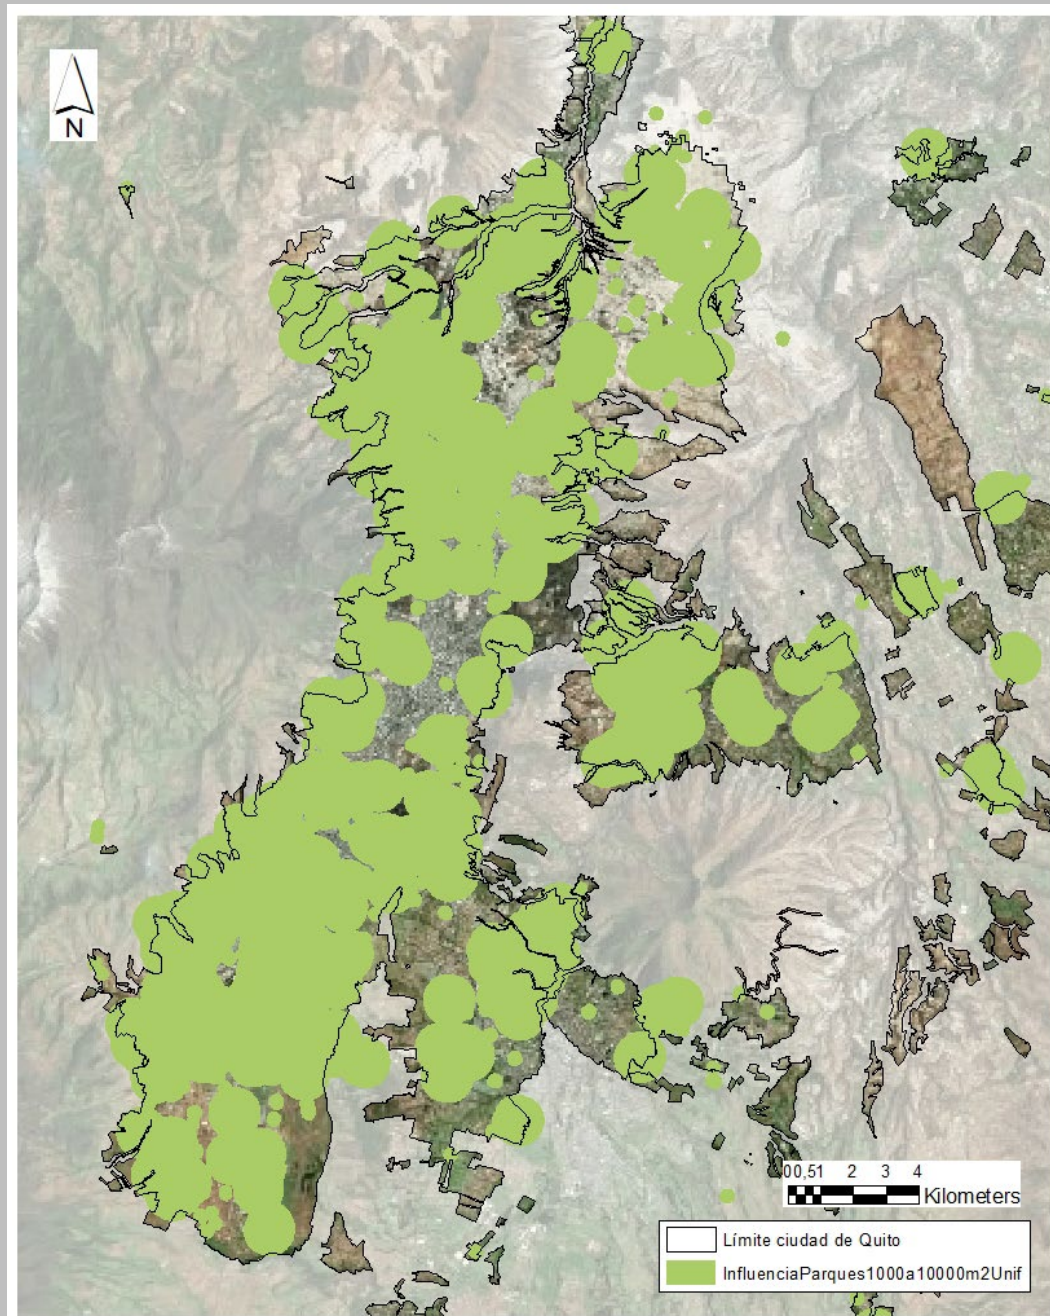 N
00,51 2 3 4
Kilometers
Límite ciudad de Quito
InfluenciaParques1000a10000m2Unif